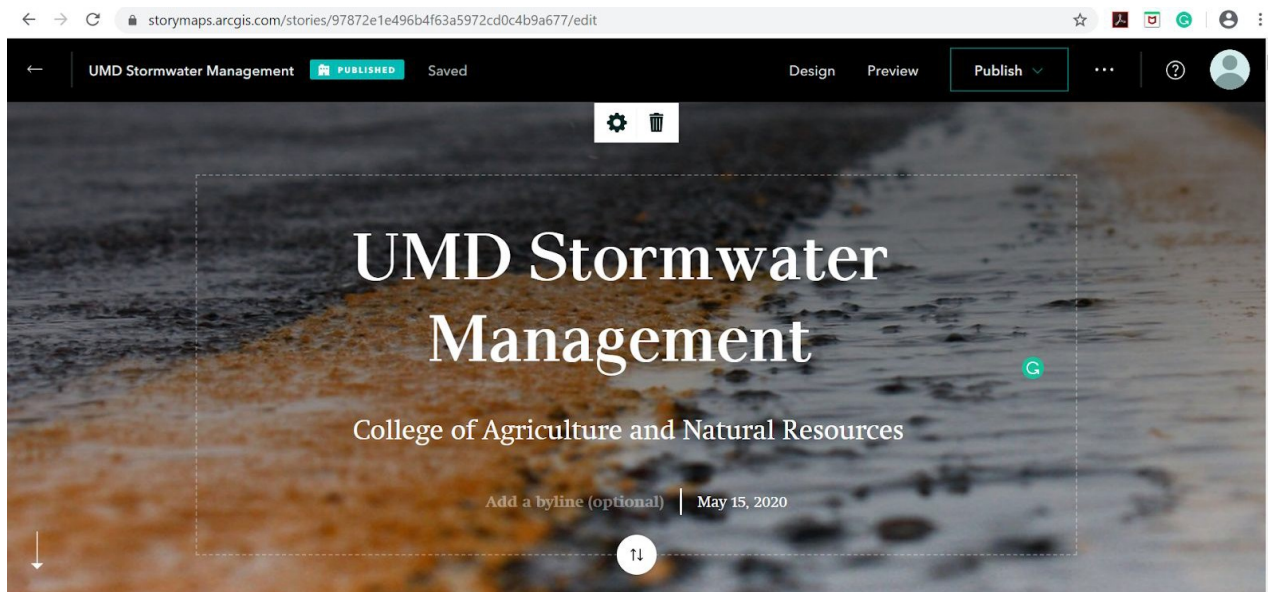 storymaps.arcgis.com/stories/97872e1e496b4f63a5972cd0c4b9a677/edit
UMD Stormwater Management PUBLISHED Saved Design Preview Publish
UMD Stormwater
Management
College of Agriculture and Natural Resources
Add a byline (optional) May 15, 2020